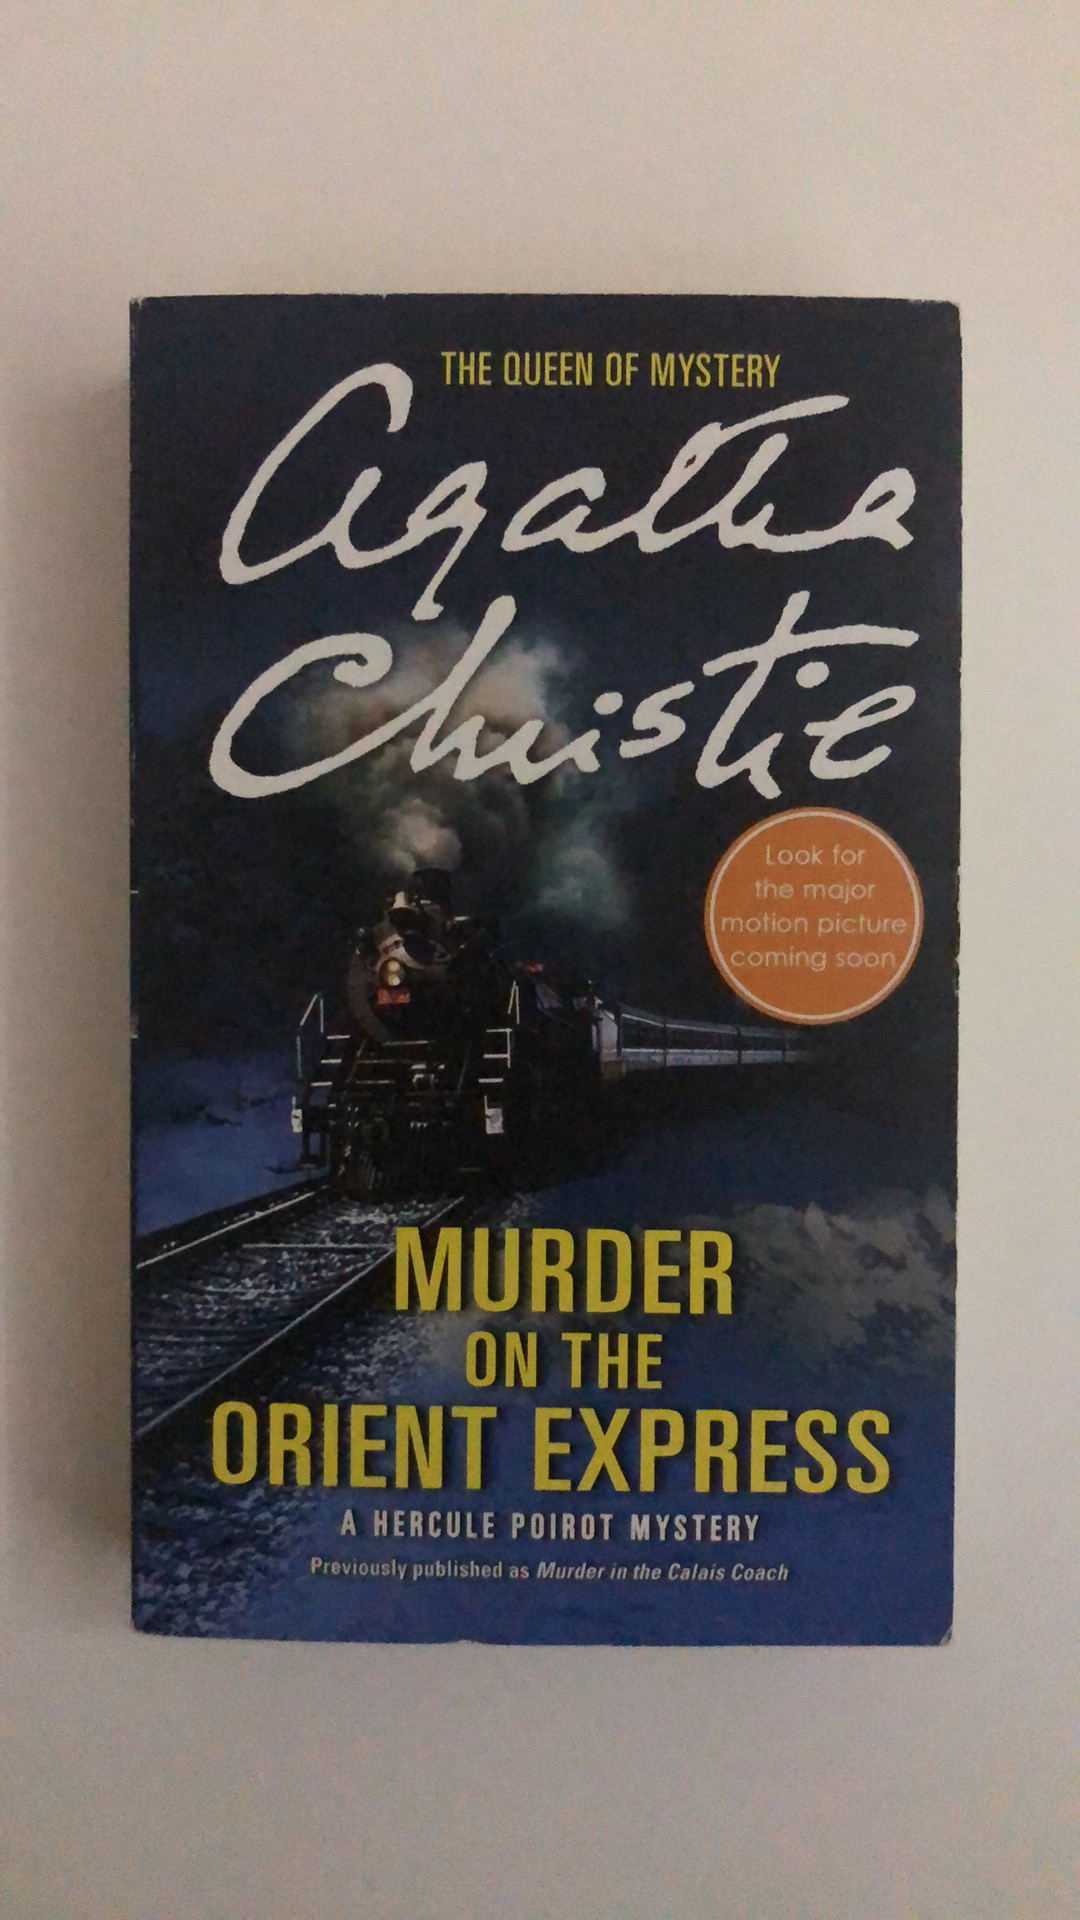 THE QUEEN OF MYSTERY
Agatha
Christie
Look for
the major
motion picture
coming soon
MURDER
ON THE
ORIENT EXPRESS
A HERCULE POIROT MYSTERY
Previously published as Murder in the Calais Coach